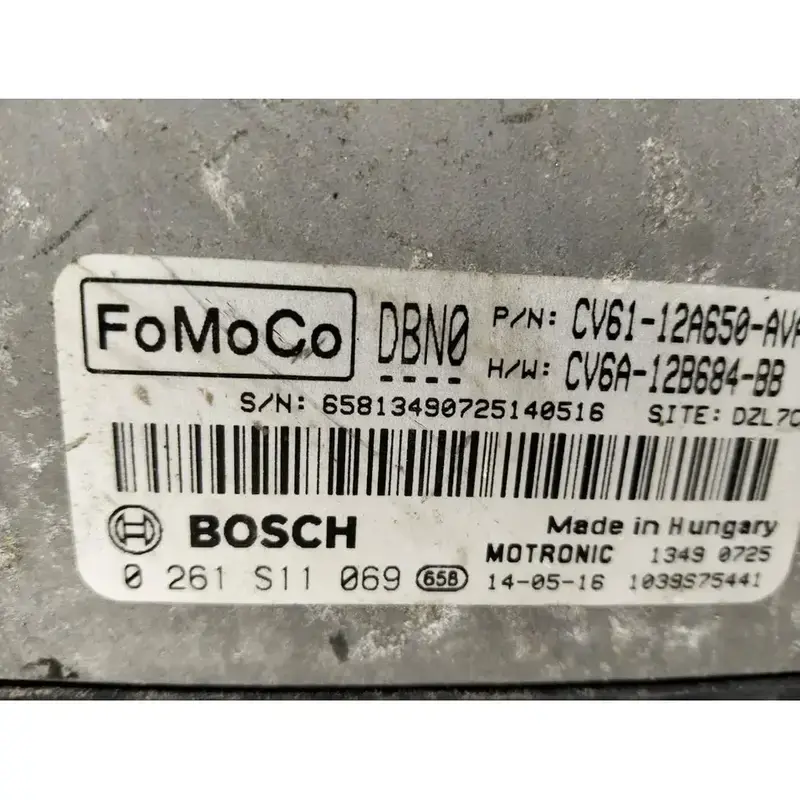 FoMoCo DBN0 P/N: CV61-12A650-AVA
H/W: CV6A-12B684-BB
S/N: 65813490725140516 SITE: DZL7C
BOSCH Made in Hungary
MOTRONIC 1349 0725
0 261 S11 069 658 14-05-16 1039S75441